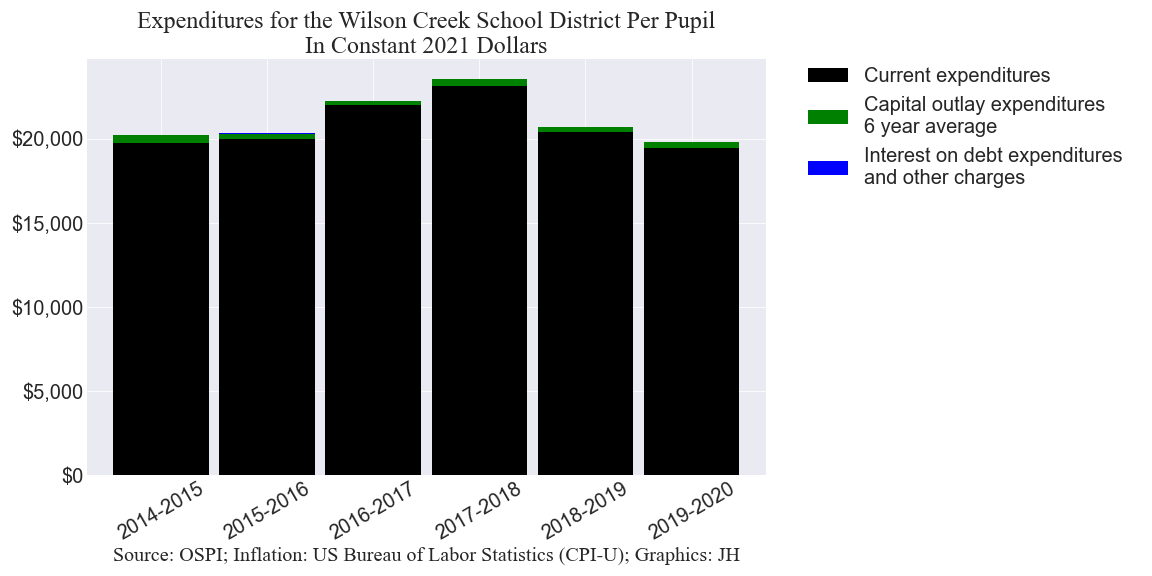 Expenditures for the Wilson Creek School District Per Pupil
In Constant 2021 Dollars
Current expenditures
Capital outlay expenditures
6 year average
Interest on debt expenditures
and other charges
$20,000
$15,000
$10,000
$5,000
$0
2014-2015
2015-2016
2016-2017
2017-2018
2018-2019
2019-2020
Source: OSPI; Inflation: US Bureau of Labor Statistics (CPI-U); Graphics: JH